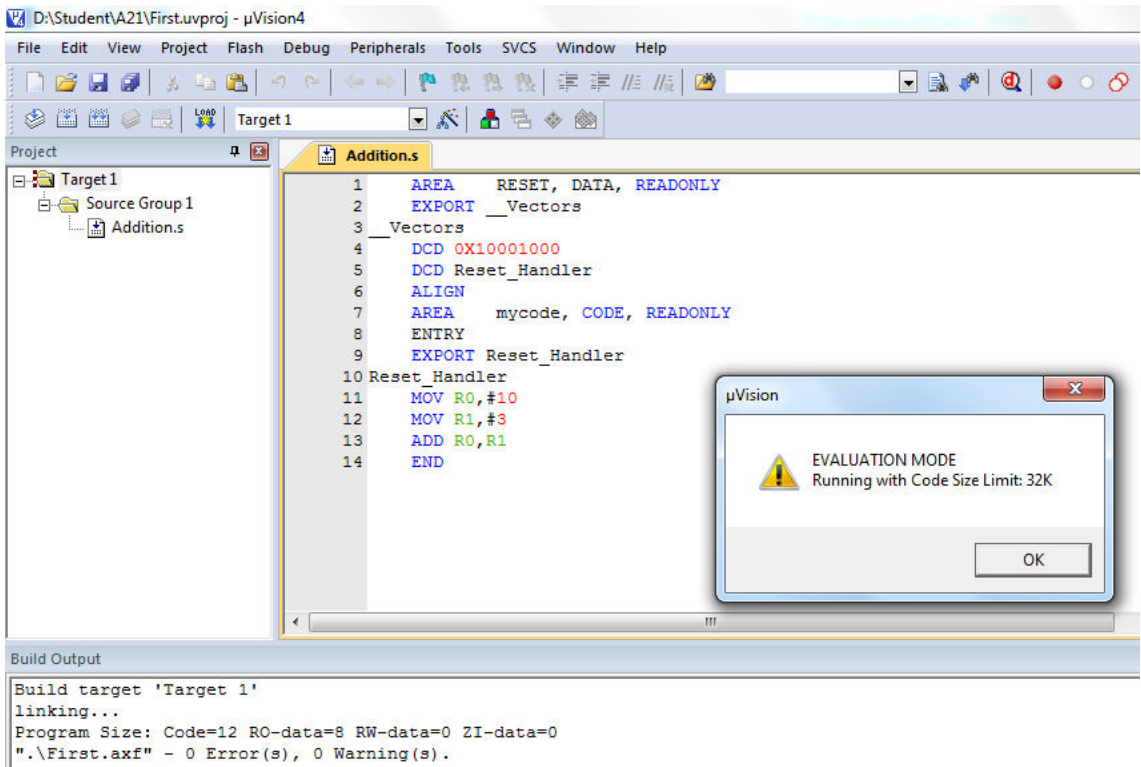 D:\Student\A21\First.uvproj - µVision4
File Edit View Project Flash Debug Peripherals Tools SVCS Window Help
LOAD Target 1
Project
Target 1
Source Group 1
Addition.s
Addition.s
1 AREA RESET, DATA, READONLY
2 EXPORT __Vectors
3 __Vectors
4 DCD 0X10001000
5 DCD Reset_Handler
6 ALIGN
7 AREA mycode, CODE, READONLY
8 ENTRY
9 EXPORT Reset_Handler
10 Reset_Handler
11 MOV R0,#10
12 MOV R1,#3
13 ADD R0,R1
14 END
µVision
EVALUATION MODE
Running with Code Size Limit: 32K
OK
Build Output
Build target 'Target 1'
linking...
Program Size: Code=12 RO-data=8 RW-data=0 ZI-data=0
".\First.axf" - 0 Error(s), 0 Warning(s).